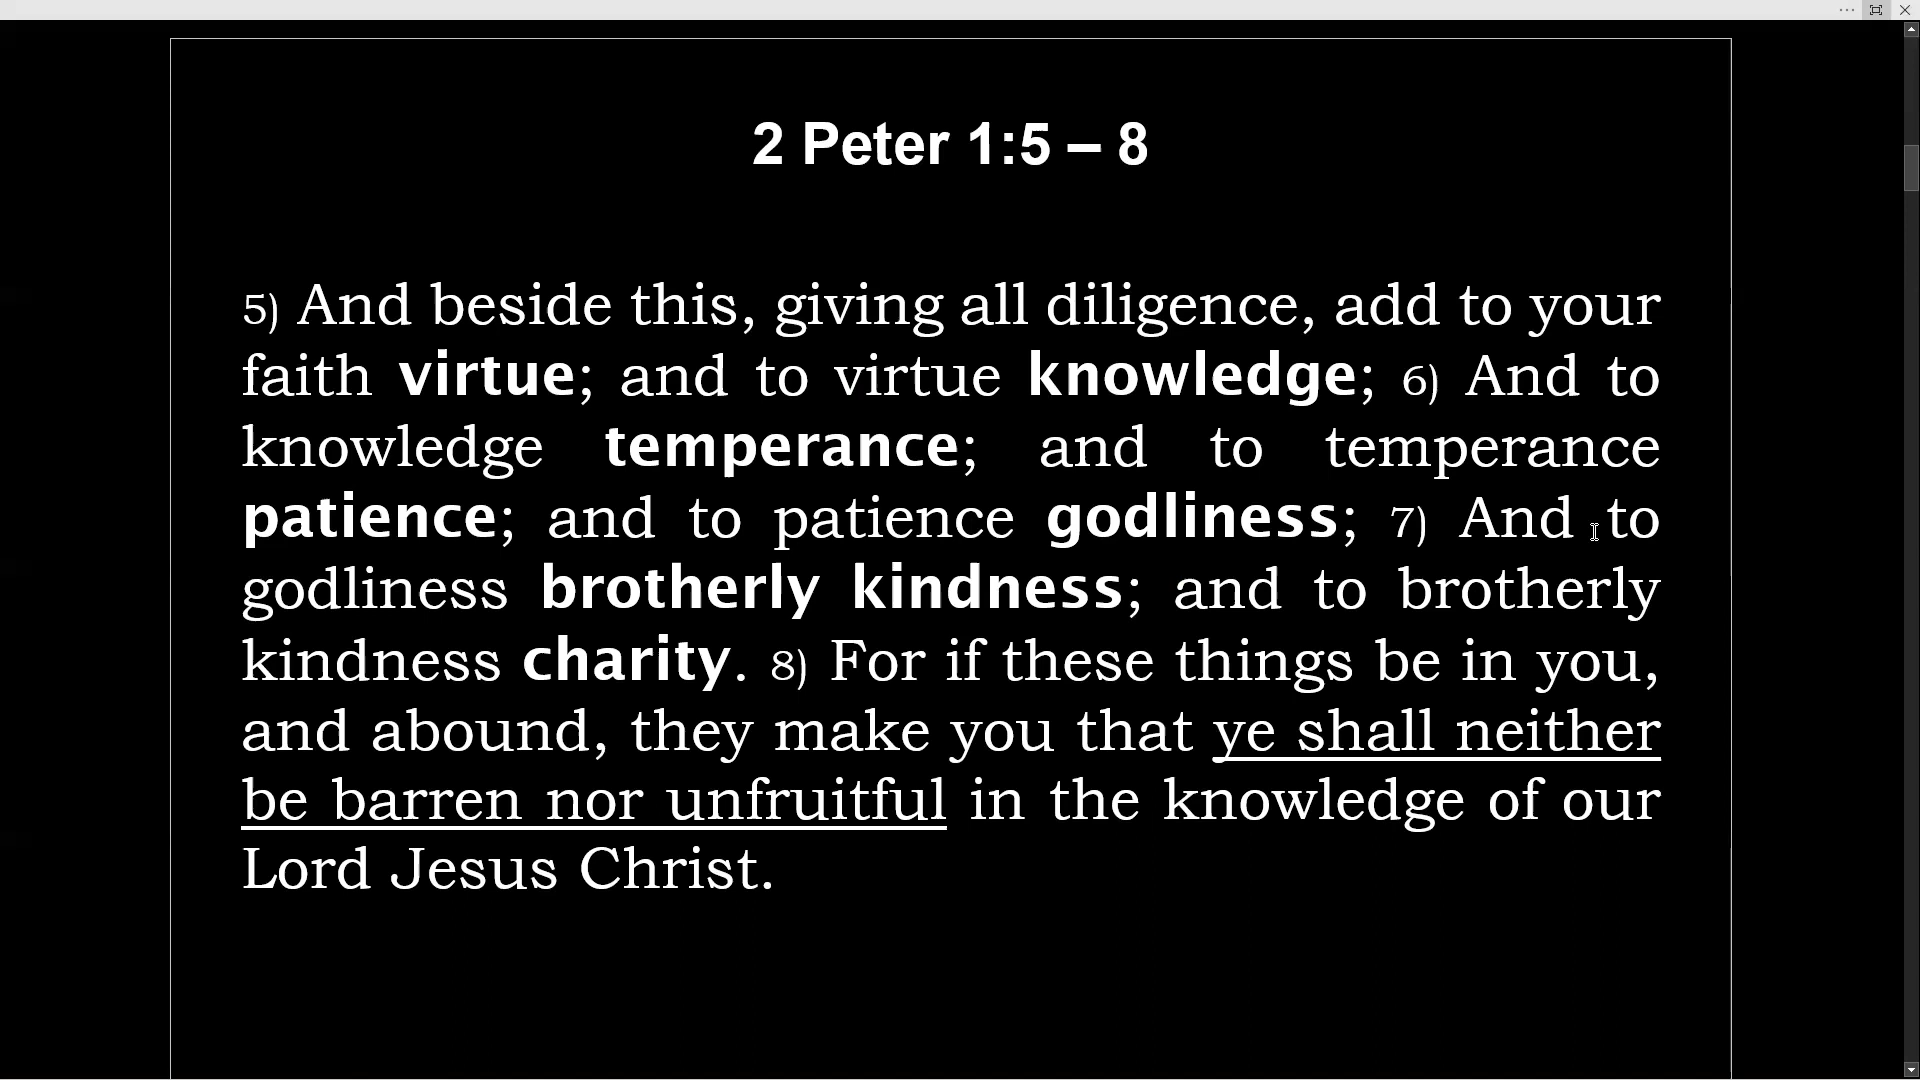 2 Peter 1:5 – 8
5) And beside this, giving all diligence, add to your
faith virtue; and to virtue knowledge; 6) And to
knowledge temperance; and to temperance
patience; and to patience godliness; 7) And to
godliness brotherly kindness; and to brotherly
kindness charity. 8) For if these things be in you,
and abound, they make you that ye shall neither
be barren nor unfruitful in the knowledge of our
Lord Jesus Christ.